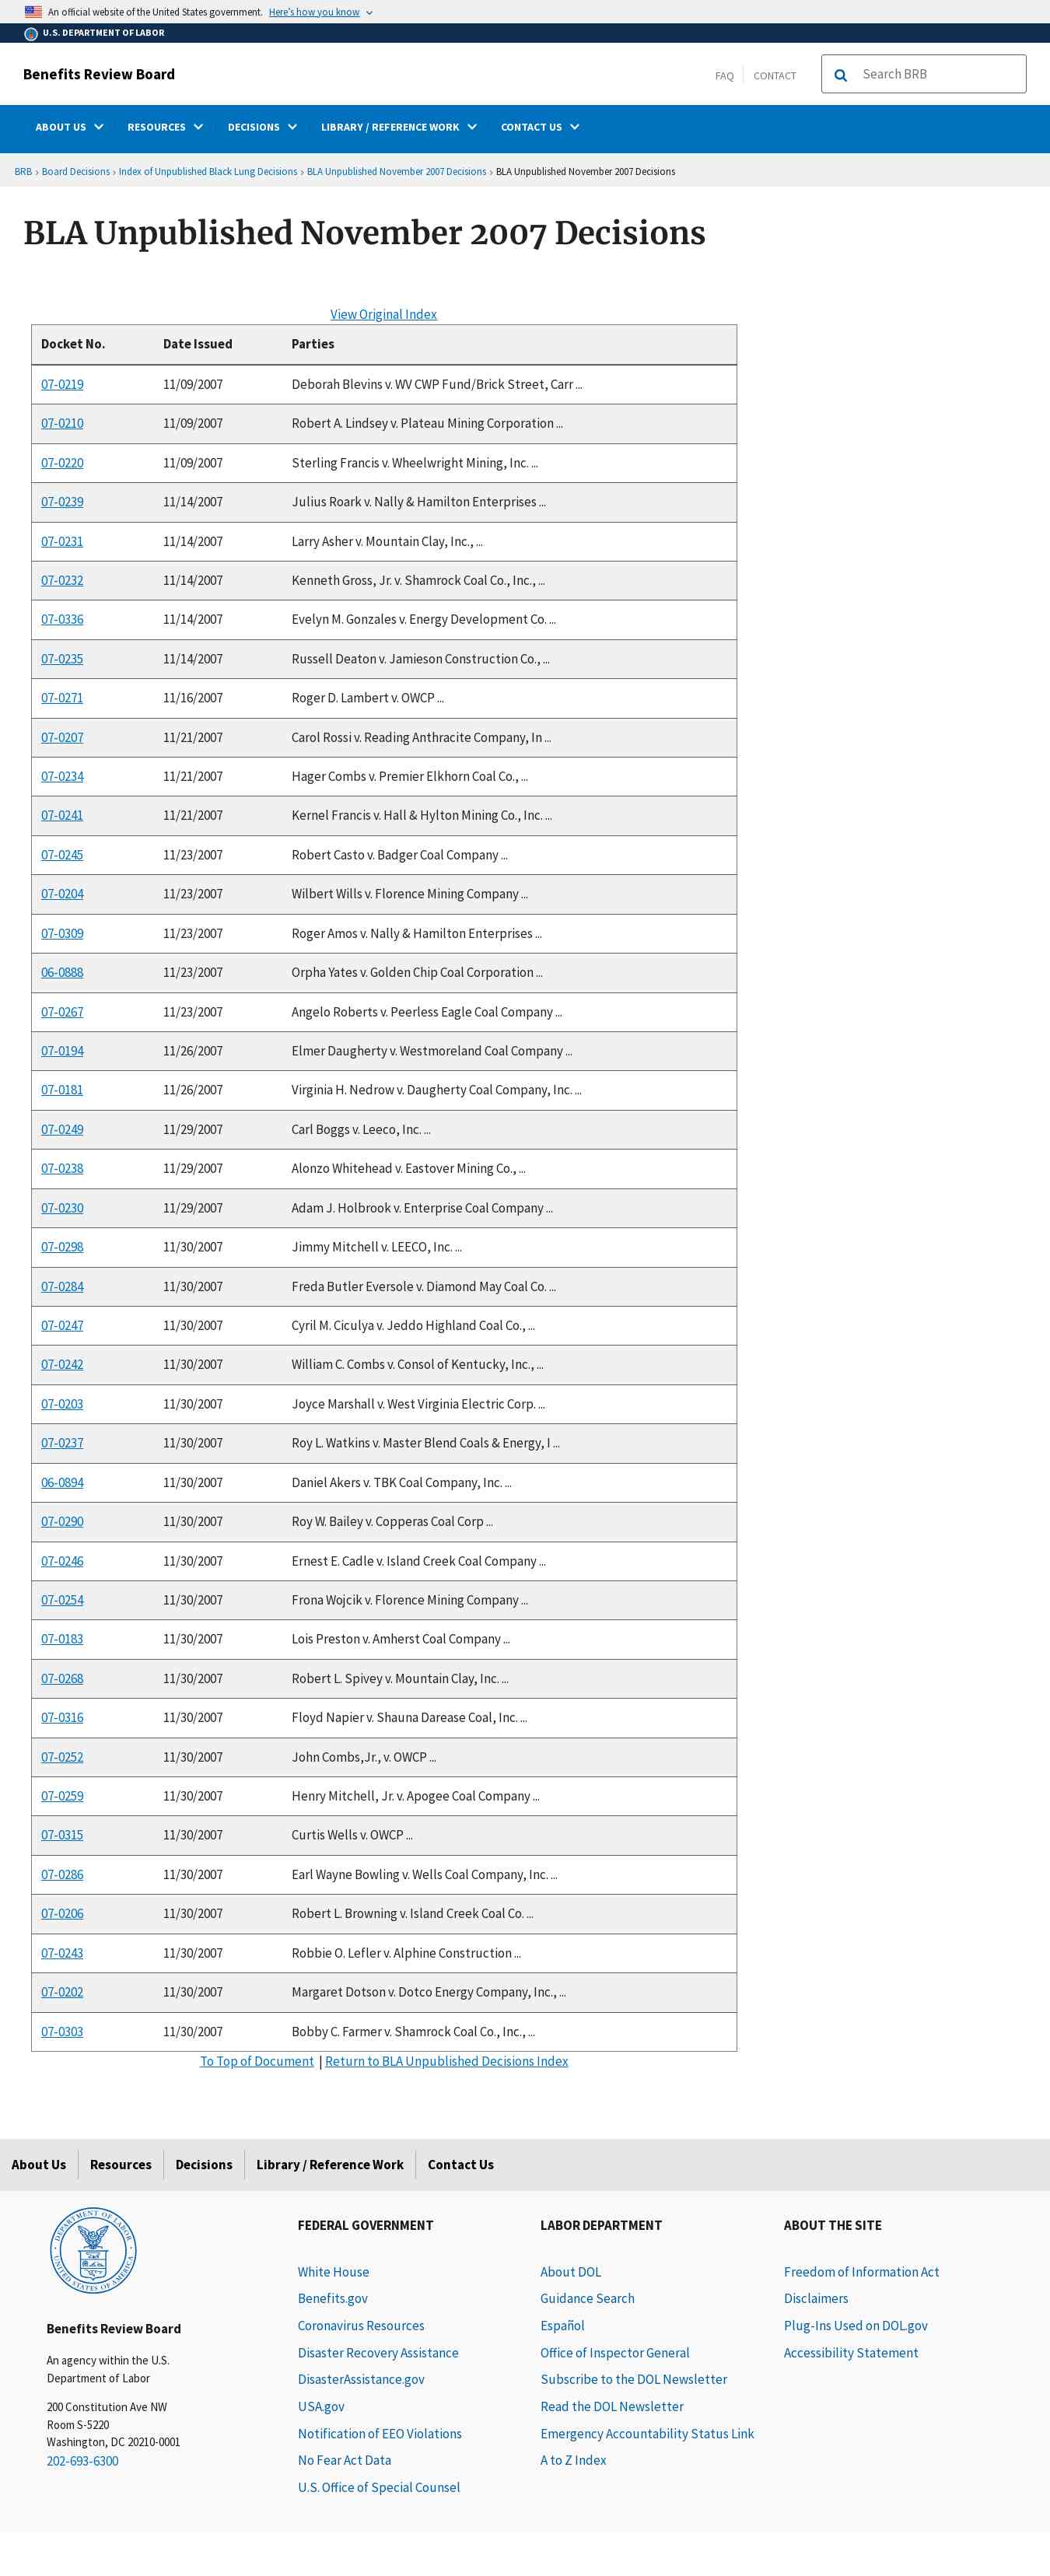 An official website of the United States government. Here's how you know
U.S. DEPARTMENT OF LABOR
Benefits Review Board
FAQ CONTACT Search BRB
ABOUT US RESOURCES DECISIONS LIBRARY / REFERENCE WORK CONTACT US
BRB › Board Decisions › Index of Unpublished Black Lung Decisions › BLA Unpublished November 2007 Decisions › BLA Unpublished November 2007 Decisions
BLA Unpublished November 2007 Decisions
View Original Index
Docket No. Date Issued Parties
07-0219 11/09/2007 Deborah Blevins v. WV CWP Fund/Brick Street, Carr ...
07-0210 11/09/2007 Robert A. Lindsey v. Plateau Mining Corporation ...
07-0220 11/09/2007 Sterling Francis v. Wheelwright Mining, Inc. ...
07-0239 11/14/2007 Julius Roark v. Nally & Hamilton Enterprises ...
07-0231 11/14/2007 Larry Asher v. Mountain Clay, Inc., ...
07-0232 11/14/2007 Kenneth Gross, Jr. v. Shamrock Coal Co., Inc., ...
07-0336 11/14/2007 Evelyn M. Gonzales v. Energy Development Co. ...
07-0235 11/14/2007 Russell Deaton v. Jamieson Construction Co., ...
07-0271 11/16/2007 Roger D. Lambert v. OWCP ...
07-0207 11/21/2007 Carol Rossi v. Reading Anthracite Company, In ...
07-0234 11/21/2007 Hager Combs v. Premier Elkhorn Coal Co., ...
07-0241 11/21/2007 Kernel Francis v. Hall & Hylton Mining Co., Inc. ...
07-0245 11/23/2007 Robert Casto v. Badger Coal Company ...
07-0204 11/23/2007 Wilbert Wills v. Florence Mining Company ...
07-0309 11/23/2007 Roger Amos v. Nally & Hamilton Enterprises ...
06-0888 11/23/2007 Orpha Yates v. Golden Chip Coal Corporation ...
07-0267 11/23/2007 Angelo Roberts v. Peerless Eagle Coal Company ...
07-0194 11/26/2007 Elmer Daugherty v. Westmoreland Coal Company ...
07-0181 11/26/2007 Virginia H. Nedrow v. Daugherty Coal Company, Inc. ...
07-0249 11/29/2007 Carl Boggs v. Leeco, Inc. ...
07-0238 11/29/2007 Alonzo Whitehead v. Eastover Mining Co., ...
07-0230 11/29/2007 Adam J. Holbrook v. Enterprise Coal Company ...
07-0298 11/30/2007 Jimmy Mitchell v. LEECO, Inc. ...
07-0284 11/30/2007 Freda Butler Eversole v. Diamond May Coal Co. ...
07-0247 11/30/2007 Cyril M. Ciculya v. Jeddo Highland Coal Co., ...
07-0242 11/30/2007 William C. Combs v. Consol of Kentucky, Inc., ...
07-0203 11/30/2007 Joyce Marshall v. West Virginia Electric Corp. ...
07-0237 11/30/2007 Roy L. Watkins v. Master Blend Coals & Energy, I ...
06-0894 11/30/2007 Daniel Akers v. TBK Coal Company, Inc. ...
07-0290 11/30/2007 Roy W. Bailey v. Copperas Coal Corp ...
07-0246 11/30/2007 Ernest E. Cadle v. Island Creek Coal Company ...
07-0254 11/30/2007 Frona Wojcik v. Florence Mining Company ...
07-0183 11/30/2007 Lois Preston v. Amherst Coal Company ...
07-0268 11/30/2007 Robert L. Spivey v. Mountain Clay, Inc. ...
07-0316 11/30/2007 Floyd Napier v. Shauna Darease Coal, Inc. ...
07-0252 11/30/2007 John Combs,Jr., v. OWCP ...
07-0259 11/30/2007 Henry Mitchell, Jr. v. Apogee Coal Company ...
07-0315 11/30/2007 Curtis Wells v. OWCP ...
07-0286 11/30/2007 Earl Wayne Bowling v. Wells Coal Company, Inc. ...
07-0206 11/30/2007 Robert L. Browning v. Island Creek Coal Co. ...
07-0243 11/30/2007 Robbie O. Lefler v. Alphine Construction ...
07-0202 11/30/2007 Margaret Dotson v. Dotco Energy Company, Inc., ...
07-0303 11/30/2007 Bobby C. Farmer v. Shamrock Coal Co., Inc., ...
To Top of Document | Return to BLA Unpublished Decisions Index
About Us Resources Decisions Library / Reference Work Contact Us
DEPARTMENT OF LABOR
UNITED STATES OF AMERICA
Benefits Review Board
An agency within the U.S.
Department of Labor
200 Constitution Ave NW
Room S-5220
Washington, DC 20210-0001
202-693-6300
FEDERAL GOVERNMENT
White House
Benefits.gov
Coronavirus Resources
Disaster Recovery Assistance
DisasterAssistance.gov
USA.gov
Notification of EEO Violations
No Fear Act Data
U.S. Office of Special Counsel
LABOR DEPARTMENT
About DOL
Guidance Search
Español
Office of Inspector General
Subscribe to the DOL Newsletter
Read the DOL Newsletter
Emergency Accountability Status Link
A to Z Index
ABOUT THE SITE
Freedom of Information Act
Disclaimers
Plug-Ins Used on DOL.gov
Accessibility Statement